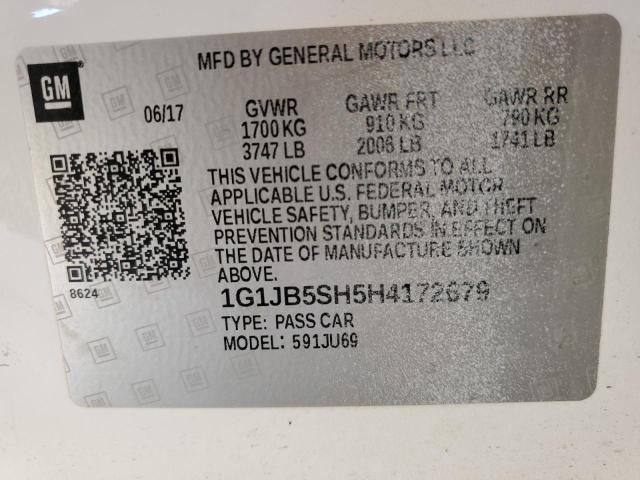 GM
MFD BY GENERAL MOTORS LLC
06/17 GVWR GAWR FRT GAWR RR
1700 KG 910 KG 790 KG
3747 LB 2006 LB 1741 LB
THIS VEHICLE CONFORMS TO ALL
APPLICABLE U.S. FEDERAL MOTOR
VEHICLE SAFETY, BUMPER, AND THEFT
PREVENTION STANDARDS IN EFFECT ON
THE DATE OF MANUFACTURE SHOWN
ABOVE.
8624
1G1JB5SH5H4172679
TYPE: PASS CAR
MODEL: 591JU69